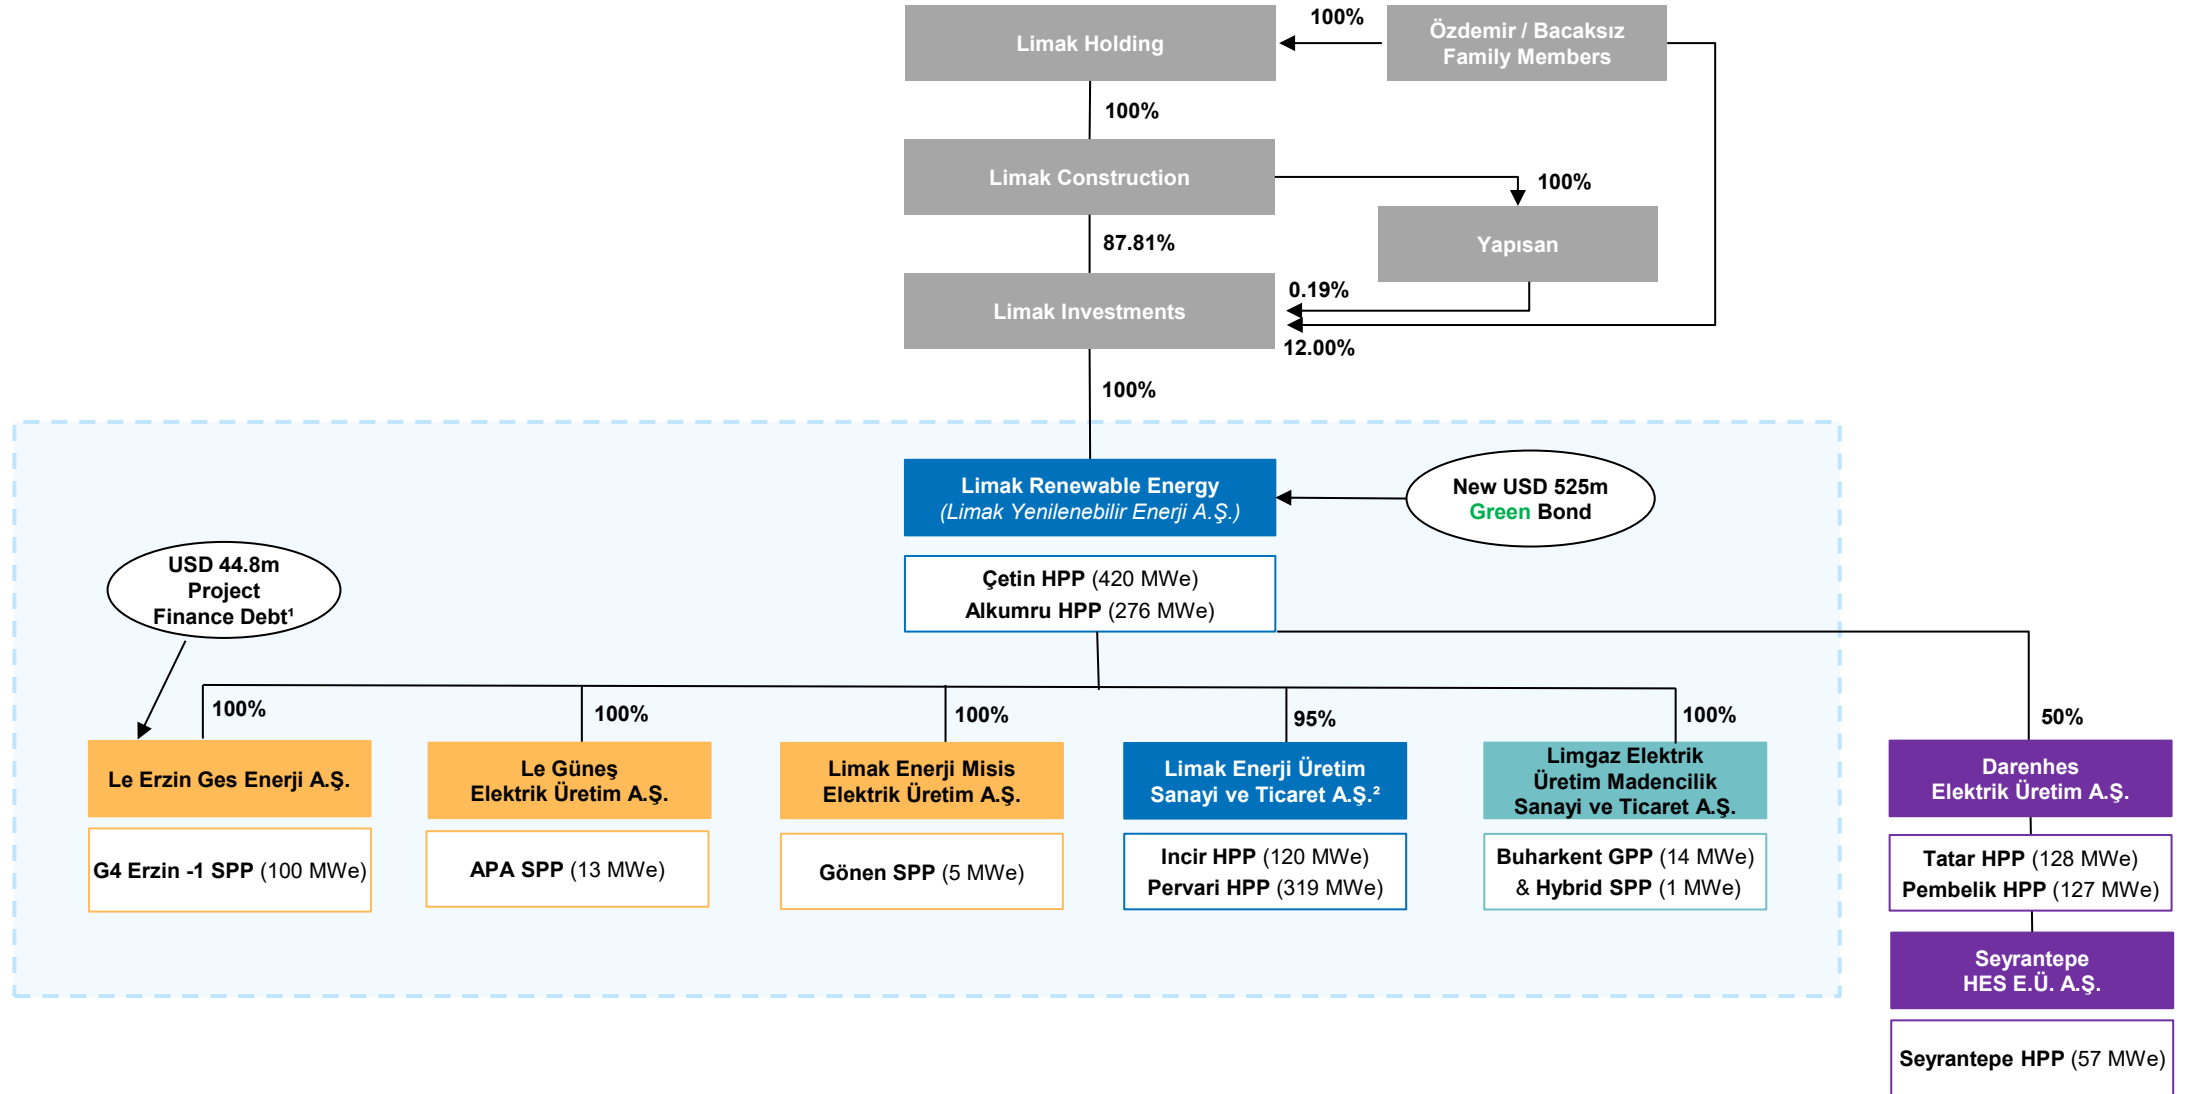 100%
Limak Holding
Özdemir / Bacaksız
Family Members
100%
Limak Construction
100%
87.81%
Yapısan
0.19%
Limak Investments
12.00%
100%
Limak Renewable Energy
(Limak Yenilenebilir Enerji A.Ş.)
New USD 525m
Green Bond
USD 44.8m
Project
Finance Debt¹
Çetin HPP (420 MWe)
Alkumru HPP (276 MWe)
100%
100%
100%
95%
100%
50%
Le Erzin Ges Enerji A.Ş.
Le Güneş
Elektrik Üretim A.Ş.
Limak Enerji Misis
Elektrik Üretim A.Ş.
Limak Enerji Üretim
Sanayi ve Ticaret A.Ş.²
Limgaz Elektrik
Üretim Madencilik
Sanayi ve Ticaret A.Ş.
Darenhes
Elektrik Üretim A.Ş.
G4 Erzin -1 SPP (100 MWe)
APA SPP (13 MWe)
Gönen SPP (5 MWe)
Incir HPP (120 MWe)
Pervari HPP (319 MWe)
Buharkent GPP (14 MWe)
& Hybrid SPP (1 MWe)
Tatar HPP (128 MWe)
Pembelik HPP (127 MWe)
Seyrantepe
HES E.Ü. A.Ş.
Seyrantepe HPP (57 MWe)